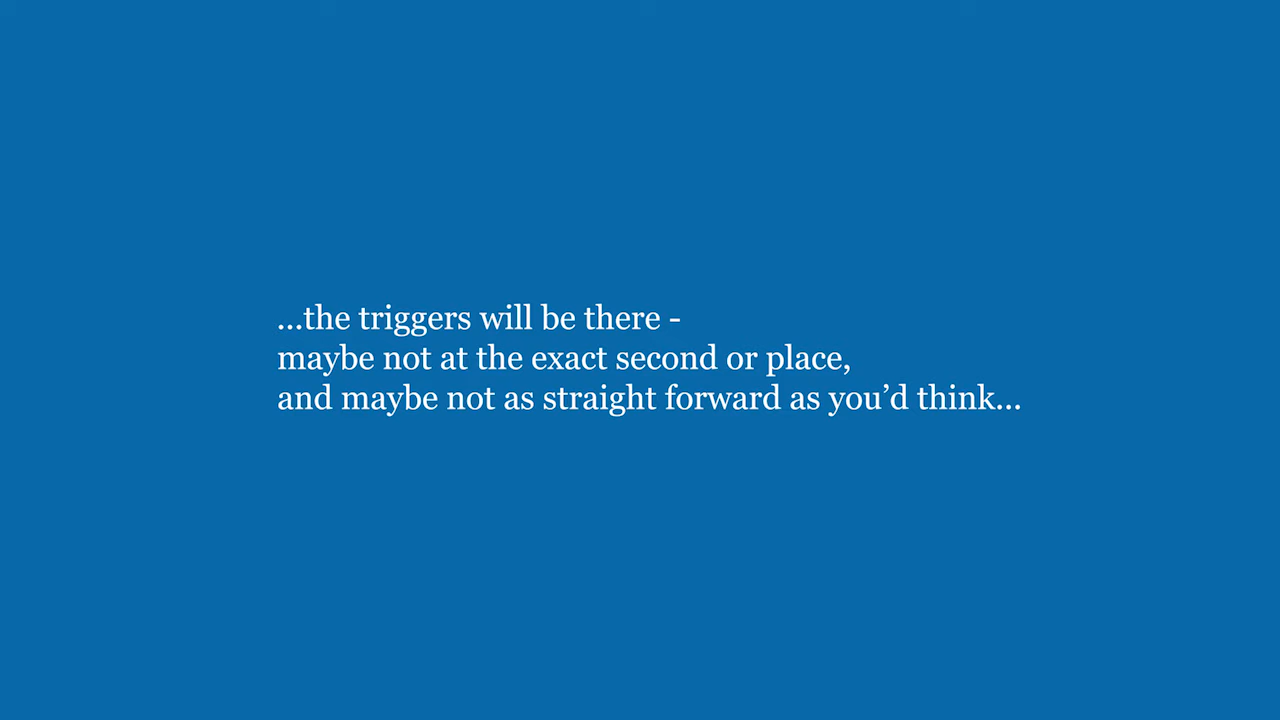 ...the triggers will be there -
maybe not at the exact second or place,
and maybe not as straight forward as you’d think...